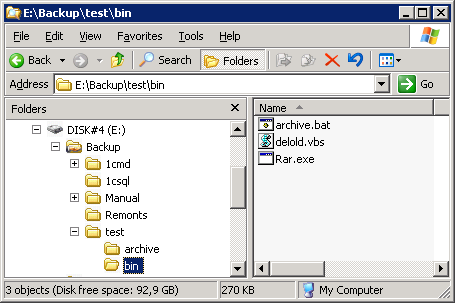 E:\Backup\test\bin
File Edit View Favorites Tools Help
Back Search Folders
Address E:\Backup\test\bin Go
Folders
DISK#4 (E:)
Backup
1cmd
1csql
Manual
Remonts
test
archive
bin
Name
archive.bat
delold.vbs
Rar.exe
3 objects (Disk free space: 92,9 GB) 270 KB My Computer